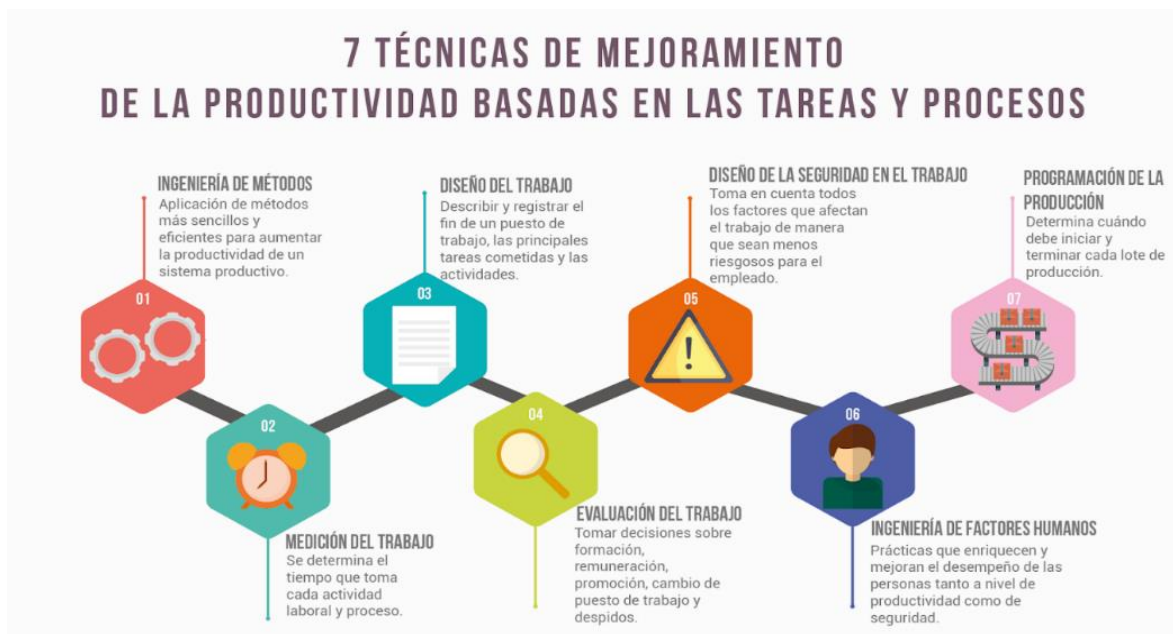 7 TÉCNICAS DE MEJORAMIENTO
DE LA PRODUCTIVIDAD BASADAS EN LAS TAREAS Y PROCESOS
INGENIERÍA DE MÉTODOS
Aplicación de métodos
más sencillos y
eficientes para aumentar
la productividad de un
sistema productivo.
01
02
MEDICIÓN DEL TRABAJO
Se determina el
tiempo que toma
cada actividad
laboral y proceso.
DISEÑO DEL TRABAJO
Describir y registrar el
fin de un puesto de
trabajo, las principales
tareas cometidas y las
actividades.
03
04
EVALUACIÓN DEL TRABAJO
Tomar decisiones sobre
formación,
remuneración,
promoción, cambio de
puesto de trabajo y
despidos.
DISEÑO DE LA SEGURIDAD EN EL TRABAJO
Toma en cuenta todos
los factores que afectan
el trabajo de manera
que sean menos
riesgosos para el
empleado.
05
06
INGENIERÍA DE FACTORES HUMANOS
Prácticas que enriquecen y
mejoran el desempeño de las
personas tanto a nivel de
productividad como de
seguridad.
PROGRAMACIÓN DE LA
PRODUCCIÓN
Determina cuándo
debe iniciar y
terminar cada lote de
producción.
07